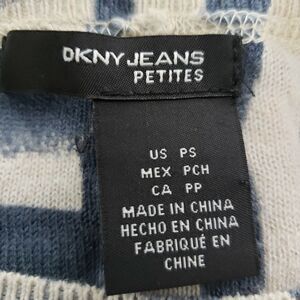 DKNY JEANS
PETITES
US PS
MEX PCH
CA PP
MADE IN CHINA
HECHO EN CHINA
FABRIQUÉ EN
CHINE